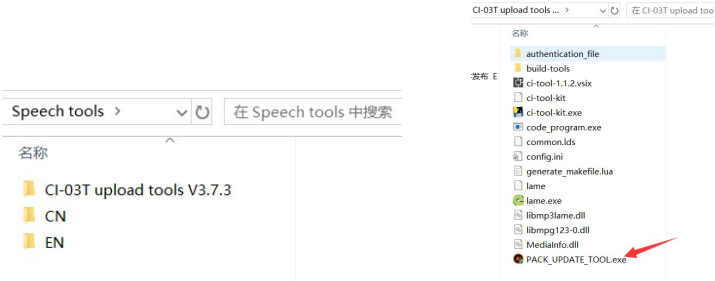 Speech tools >
在 Speech tools 中搜索
名称
CI-03T upload tools V3.7.3
CN
EN
CI-03T upload tools ... >
在 CI-03T upload too
名称
发布 E
authentication_file
build-tools
ci-tool-1.1.2.vsix
ci-tool-kit
ci-tool-kit.exe
code_program.exe
common.lds
config.ini
generate_makefile.lua
lame
lame.exe
libmp3lame.dll
libmpg123-0.dll
MediaInfo.dll
PACK_UPDATE_TOOL.exe